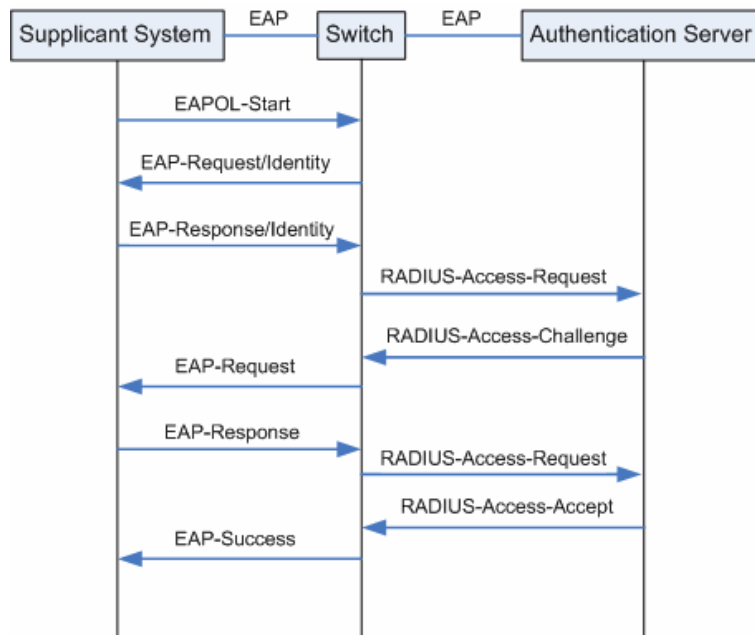 EAP
EAP
Supplicant System
Switch
Authentication Server
EAPOL-Start
EAP-Request/Identity
EAP-Response/Identity
RADIUS-Access-Request
RADIUS-Access-Challenge
EAP-Request
EAP-Response
RADIUS-Access-Request
RADIUS-Access-Accept
EAP-Success